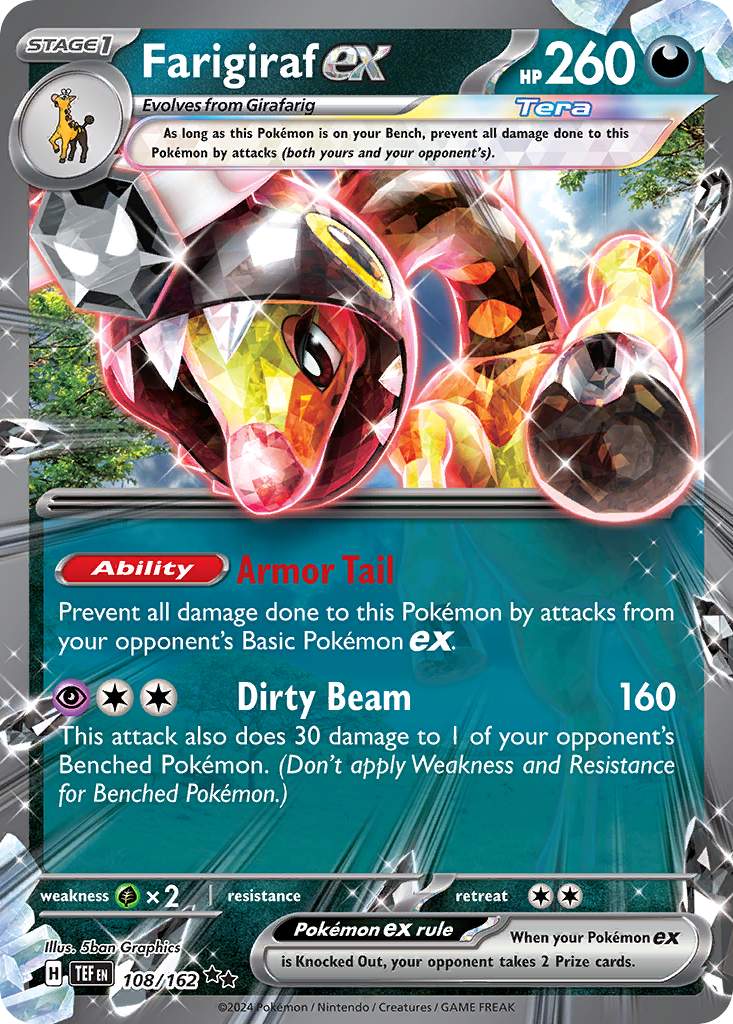 STAGE1
Farigiraf ex
HP 260
Evolves from Girafarig
Tera
As long as this Pokémon is on your Bench, prevent all damage done to this
Pokémon by attacks (both yours and your opponent's).
Ability Armor Tail
Prevent all damage done to this Pokémon by attacks from
your opponent's Basic Pokémon ex.
Dirty Beam 160
This attack also does 30 damage to 1 of your opponent's
Benched Pokémon. (Don't apply Weakness and Resistance
for Benched Pokémon.)
weakness ×2 resistance retreat
Illus. 5ban Graphics
Pokémon ex rule
When your Pokémon ex
is Knocked Out, your opponent takes 2 Prize cards.
H TEF EN 108/162
©2024 Pokémon / Nintendo / Creatures / GAME FREAK